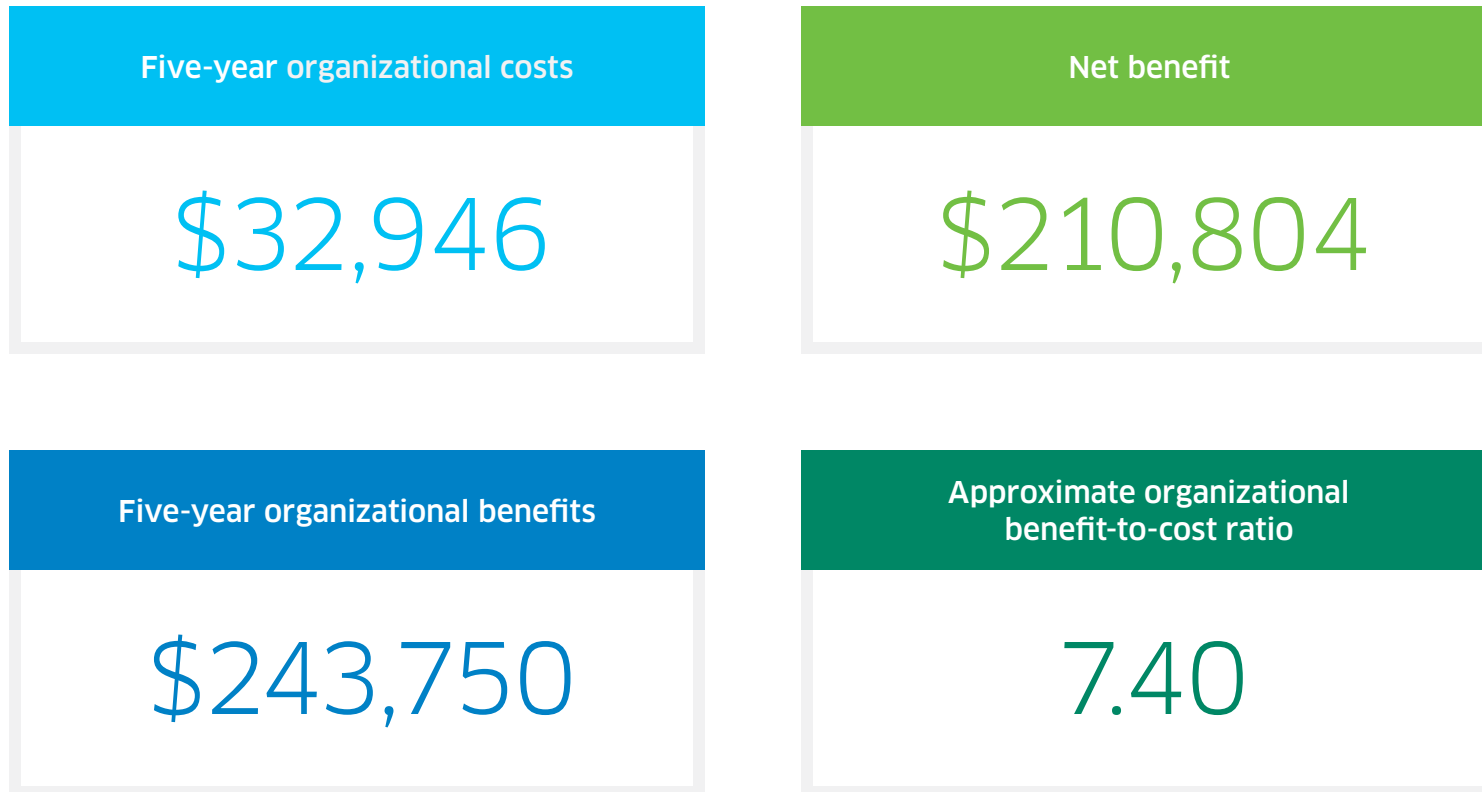 Five-year organizational costs
$32,946
Net benefit
$210,804
Five-year organizational benefits
$243,750
Approximate organizational
benefit-to-cost ratio
7.40